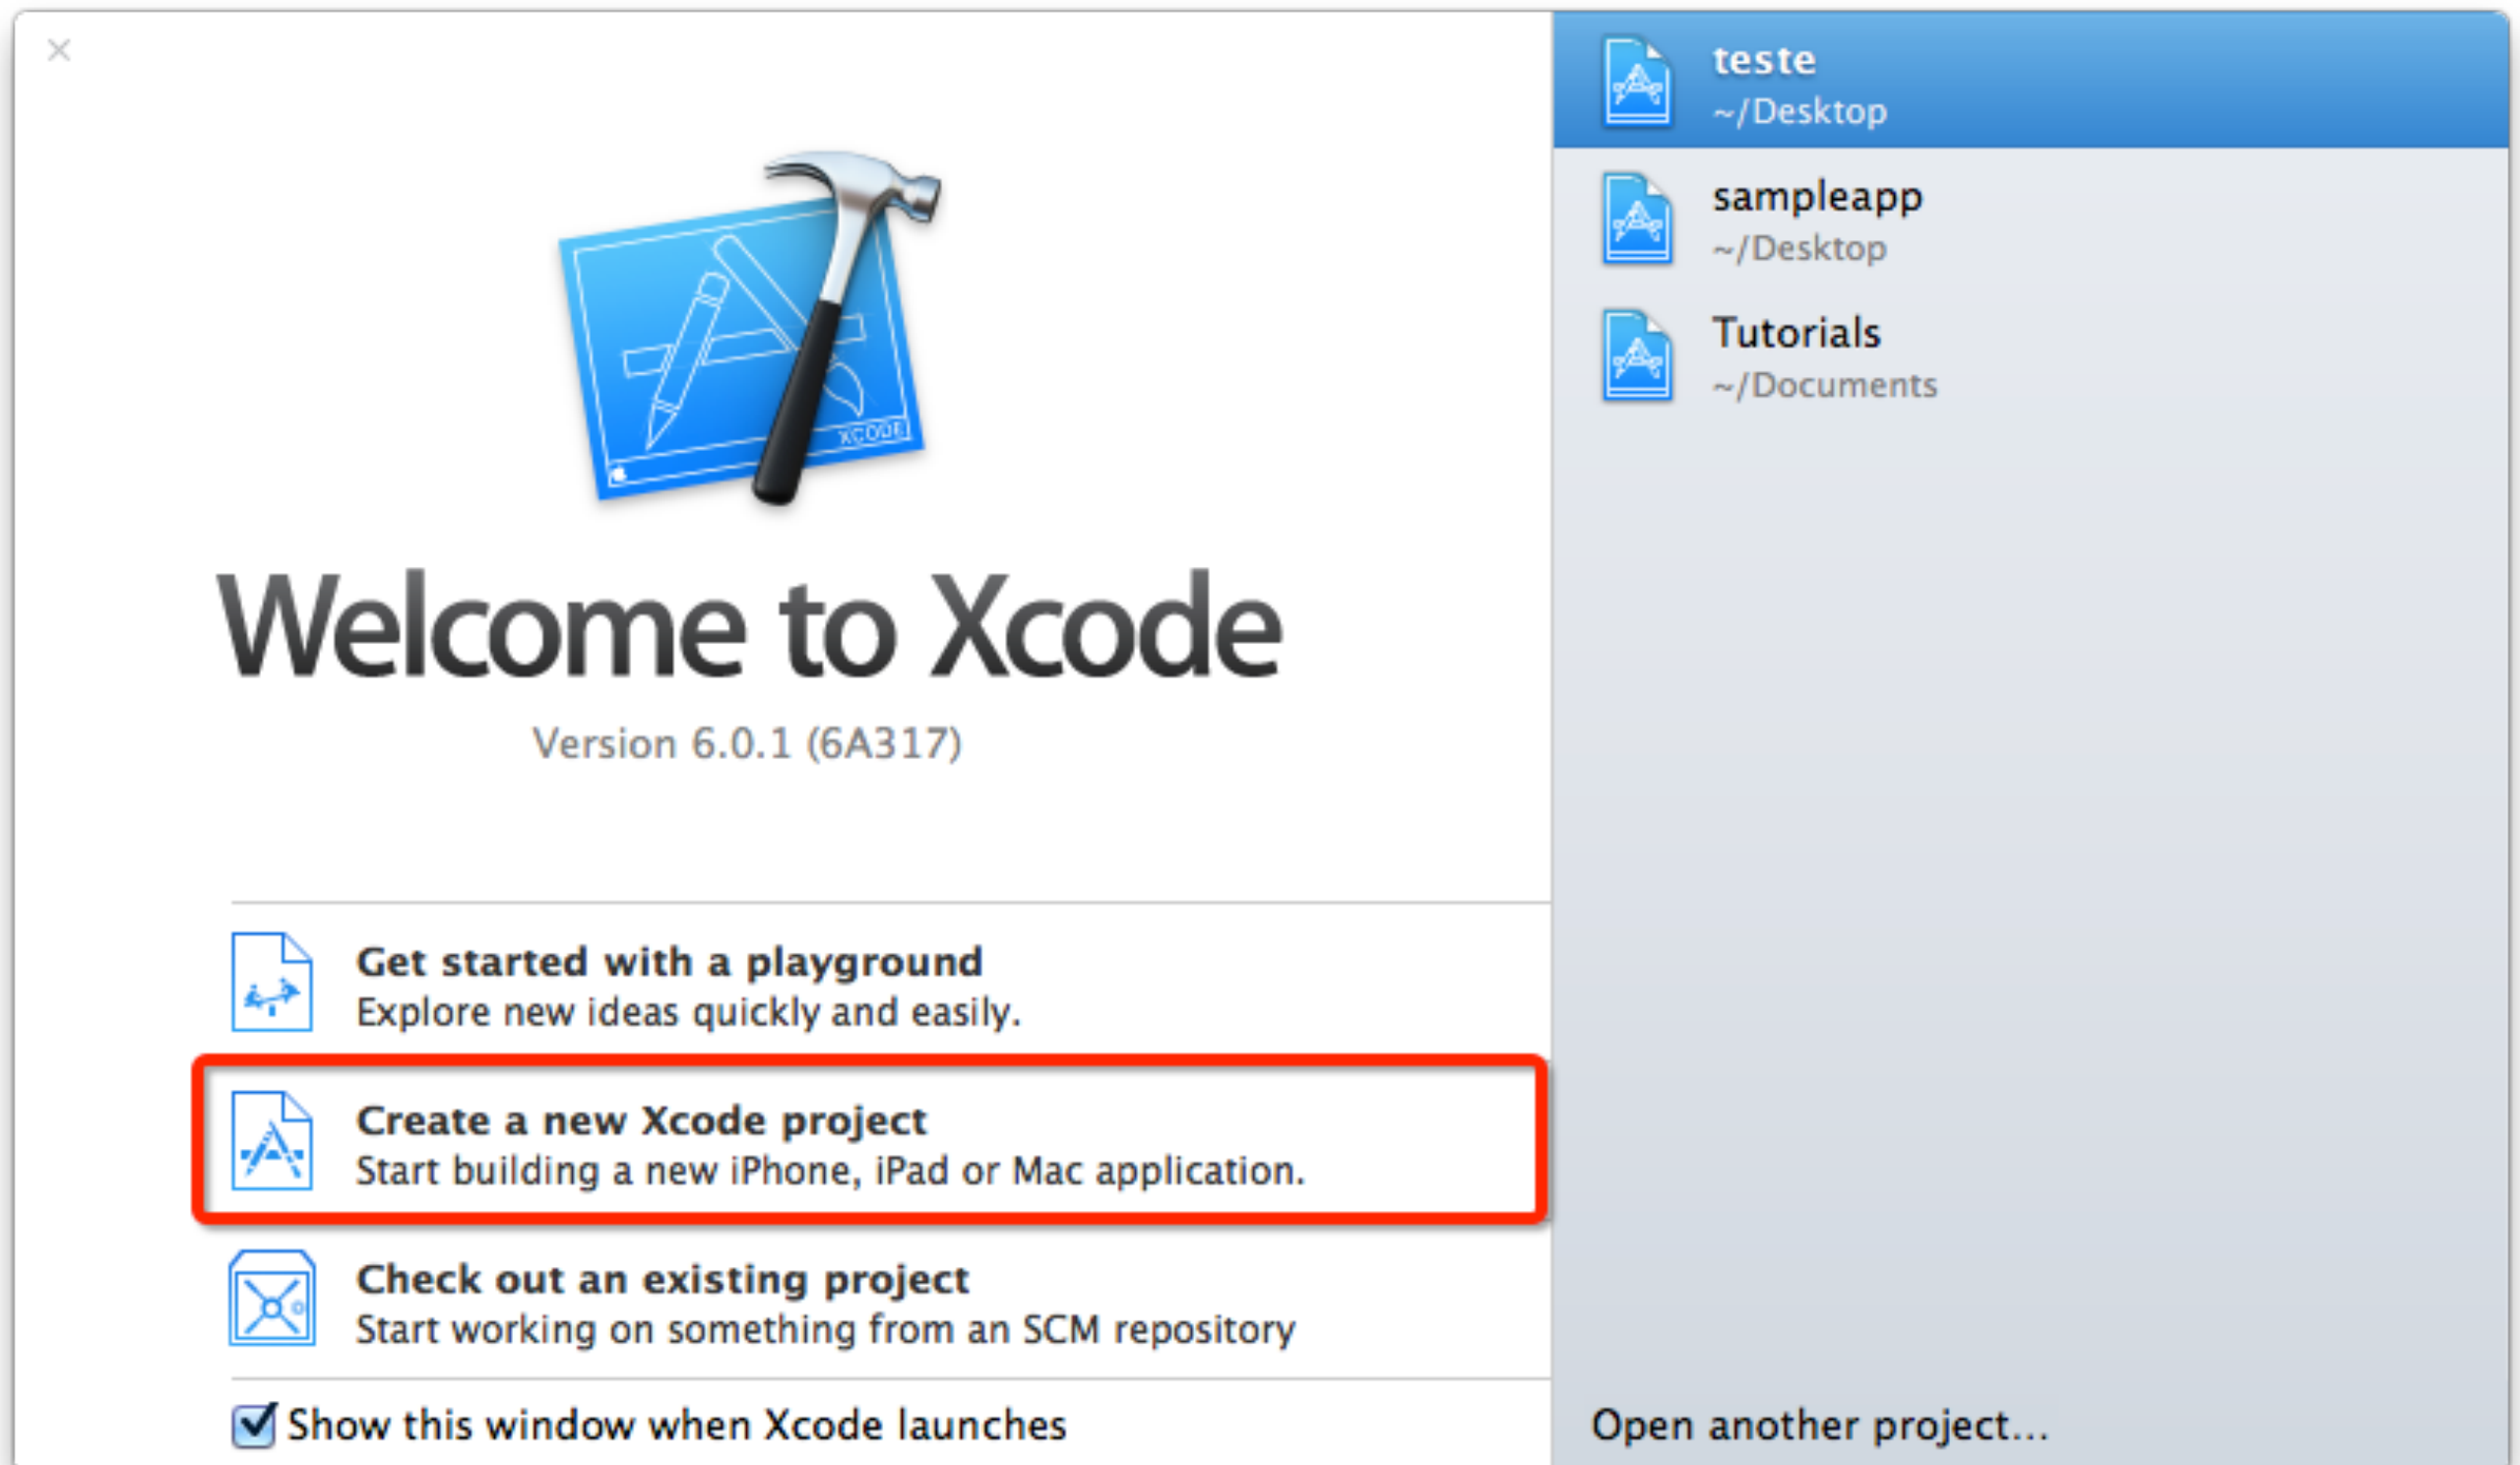 XCODE
Welcome to Xcode
Version 6.0.1 (6A317)
Get started with a playground
Explore new ideas quickly and easily.
Create a new Xcode project
Start building a new iPhone, iPad or Mac application.
Check out an existing project
Start working on something from an SCM repository
Show this window when Xcode launches
teste
~/Desktop
sampleapp
~/Desktop
Tutorials
~/Documents
Open another project...